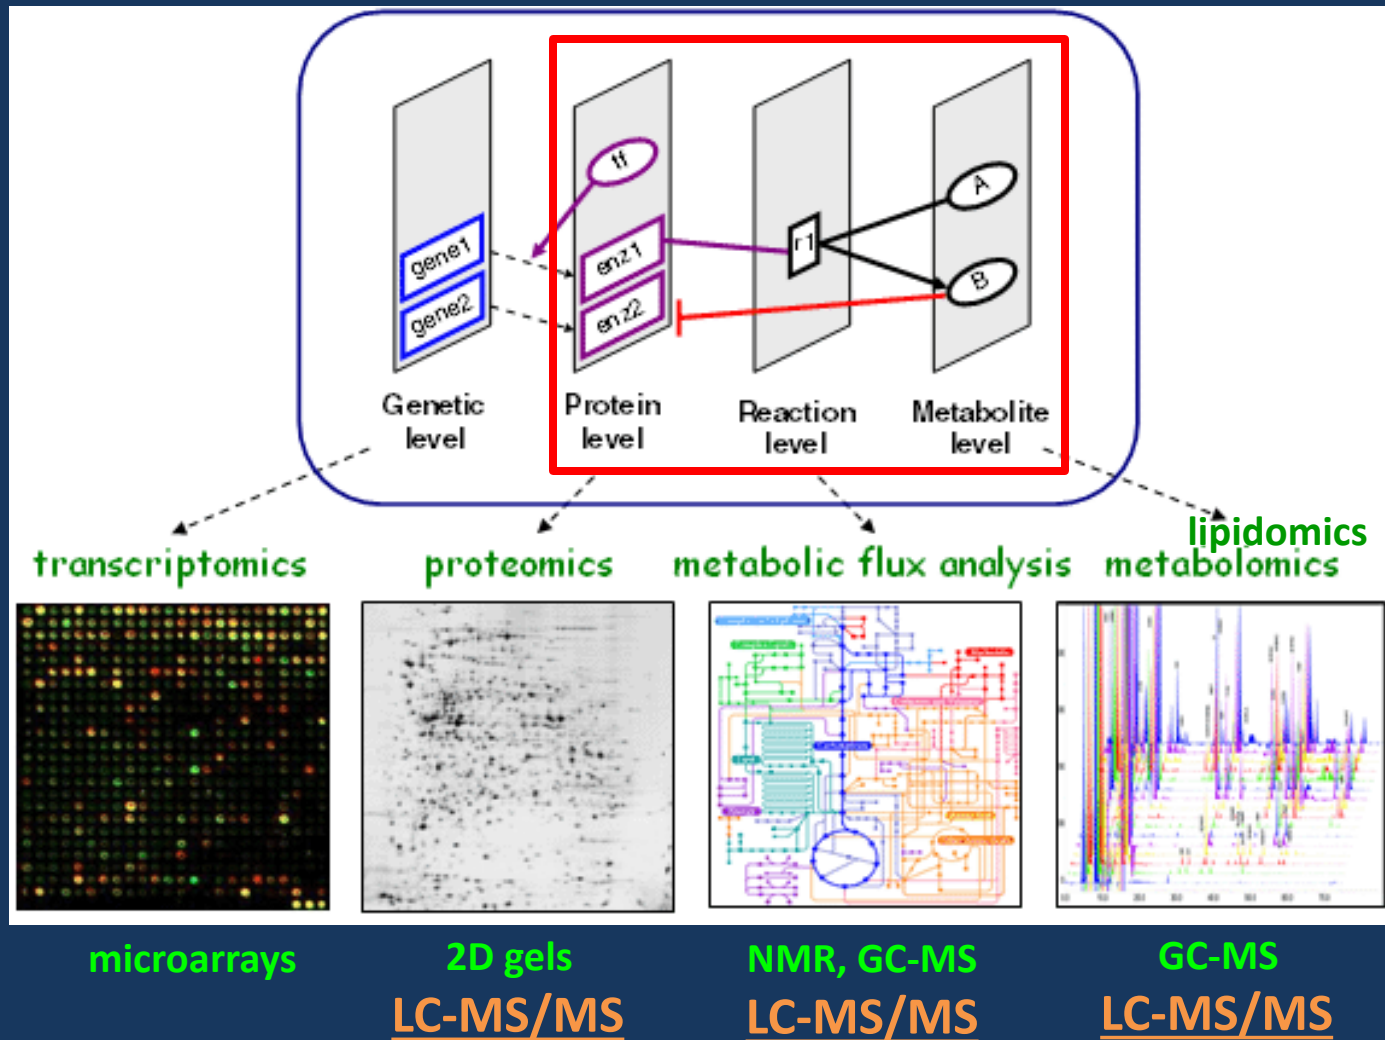 tf
A
gene1
enz1
r1
B
gene2
enz2
Genetic
level
Protein
level
Reaction
level
Metabolite
level
lipidomics
transcriptomics
proteomics
metabolic flux analysis
metabolomics
microarrays
2D gels
NMR, GC-MS
GC-MS
LC-MS/MS
LC-MS/MS
LC-MS/MS